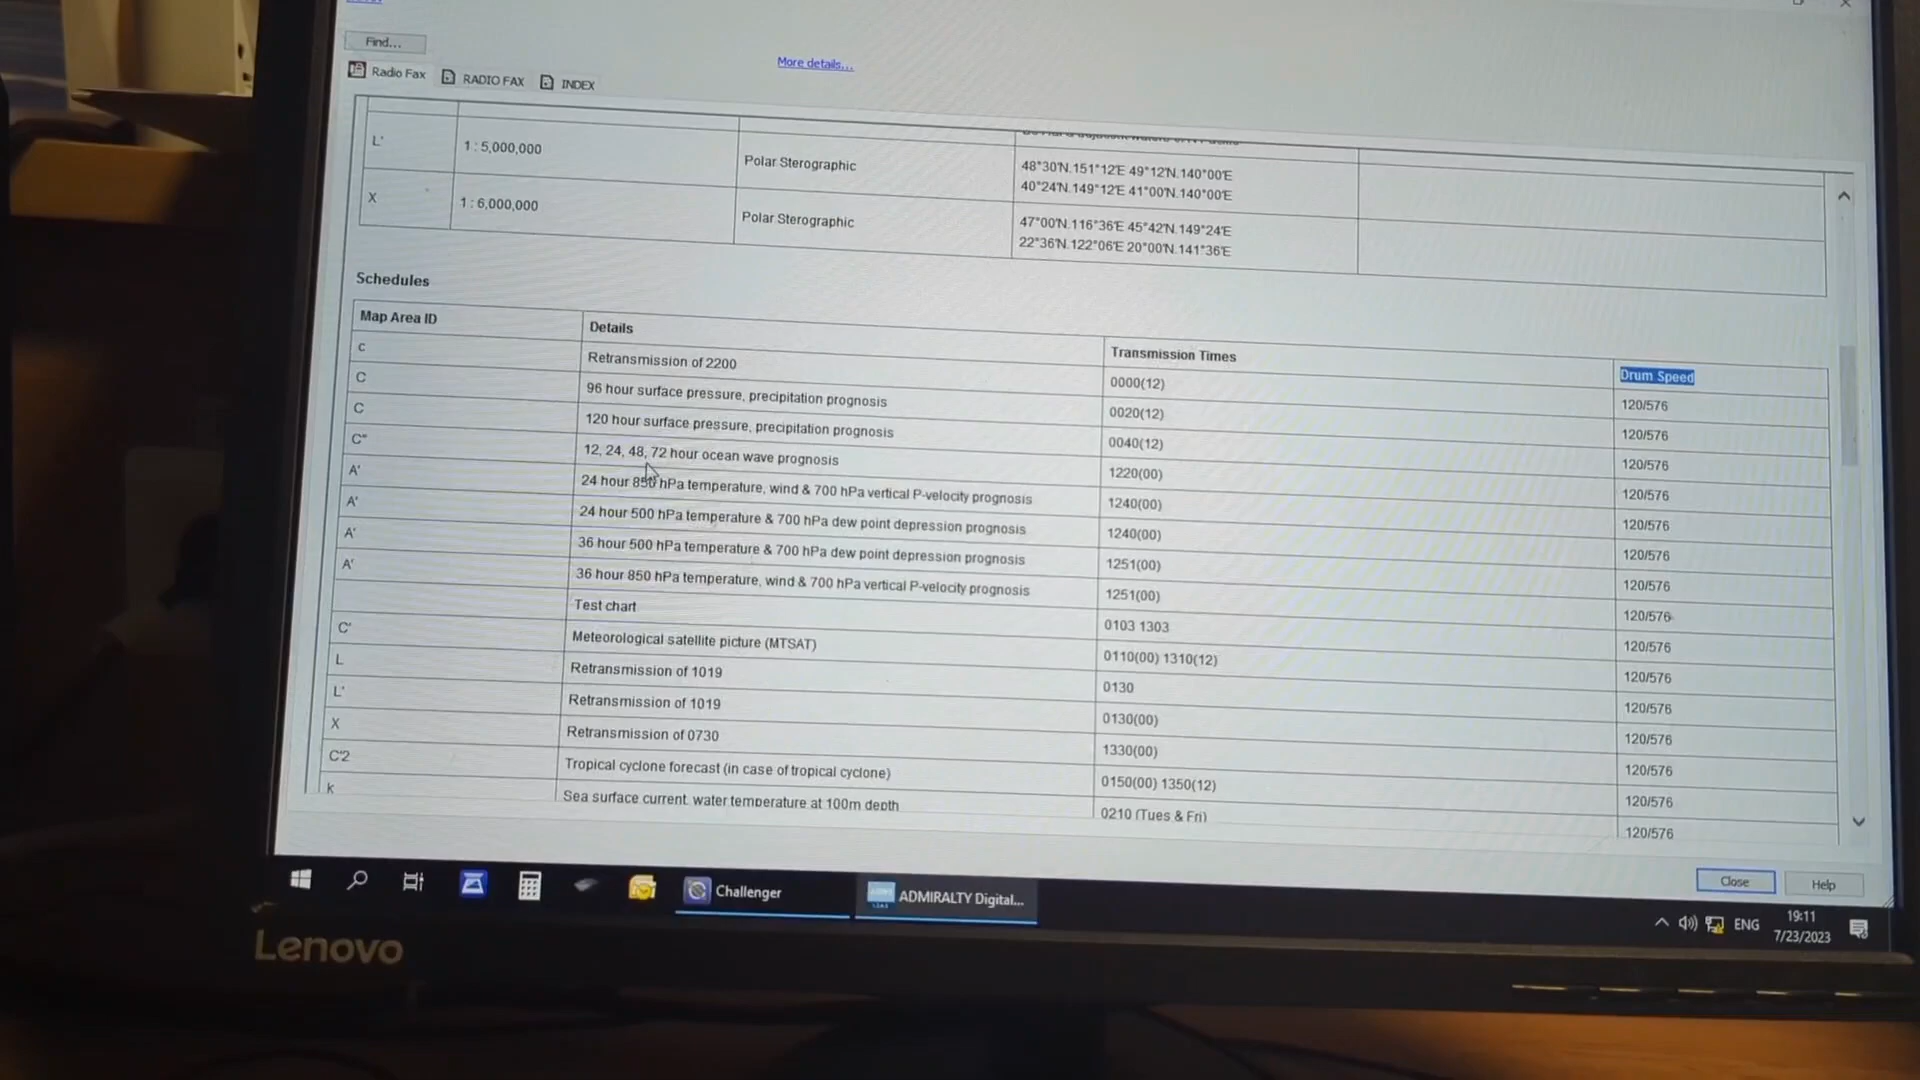 Find...
More details...
Radio Fax RADIO FAX INDEX
L' 1 : 5,000,000 Polar Sterographic 48°30'N.151°12'E 49°12'N.140°00'E
40°24'N.149°12'E 41°00'N.140°00'E
X 1 : 6,000,000 Polar Sterographic 47°00'N.116°36'E 45°42'N.149°24'E
22°36'N.122°06'E 20°00'N.141°36'E
Schedules
Map Area ID Details Transmission Times Drum Speed
c Retransmission of 2200 0000(12) 120/576
C 96 hour surface pressure, precipitation prognosis 0020(12) 120/576
C 120 hour surface pressure, precipitation prognosis 0040(12) 120/576
C" 12, 24, 48, 72 hour ocean wave prognosis 1220(00) 120/576
A' 24 hour 850 hPa temperature, wind & 700 hPa vertical P-velocity prognosis 1240(00) 120/576
A' 24 hour 500 hPa temperature & 700 hPa dew point depression prognosis 1240(00) 120/576
A' 36 hour 500 hPa temperature & 700 hPa dew point depression prognosis 1251(00) 120/576
A' 36 hour 850 hPa temperature, wind & 700 hPa vertical P-velocity prognosis 1251(00) 120/576
Test chart 0103 1303 120/576
C' Meteorological satellite picture (MTSAT) 0110(00) 1310(12) 120/576
L Retransmission of 1019 0130 120/576
L' Retransmission of 1019 0130(00) 120/576
X Retransmission of 0730 1330(00) 120/576
C'2 Tropical cyclone forecast (in case of tropical cyclone) 0150(00) 1350(12) 120/576
k Sea surface current, water temperature at 100m depth 0210 (Tues & Fri) 120/576
Close Help
Challenger ADMIRALTY Digital...
ENG 19:11
7/23/2023
Lenovo